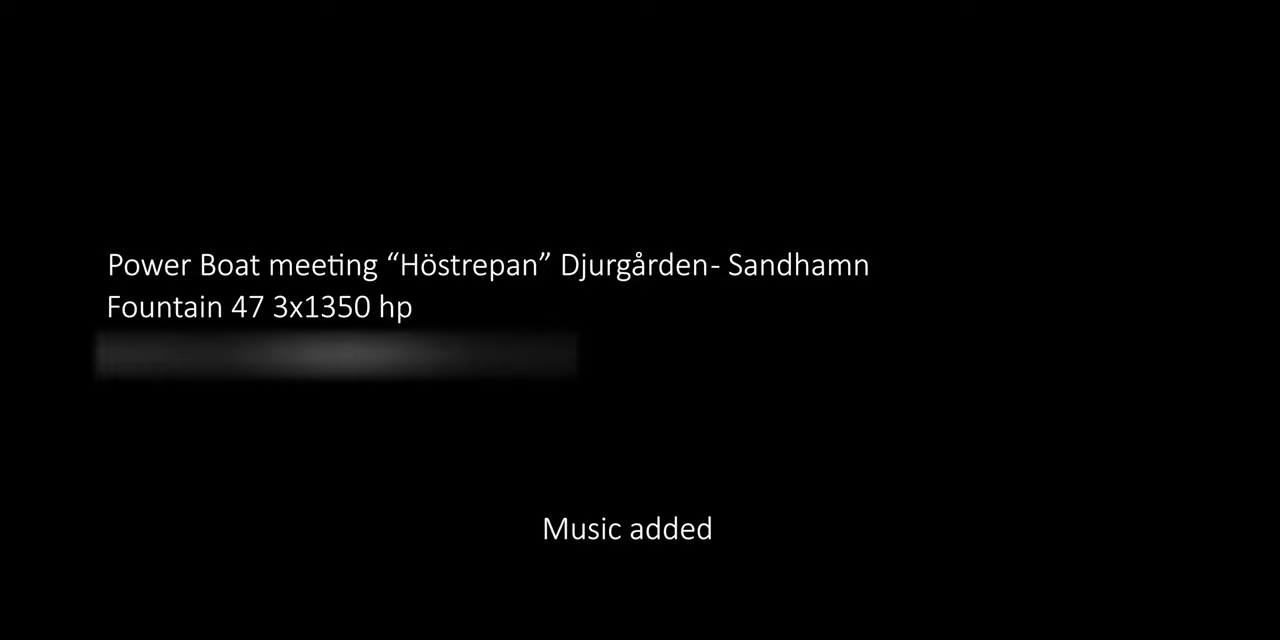 Power Boat meeting “Höstrepan” Djurgården- Sandhamn
Fountain 47 3x1350 hp
Music added